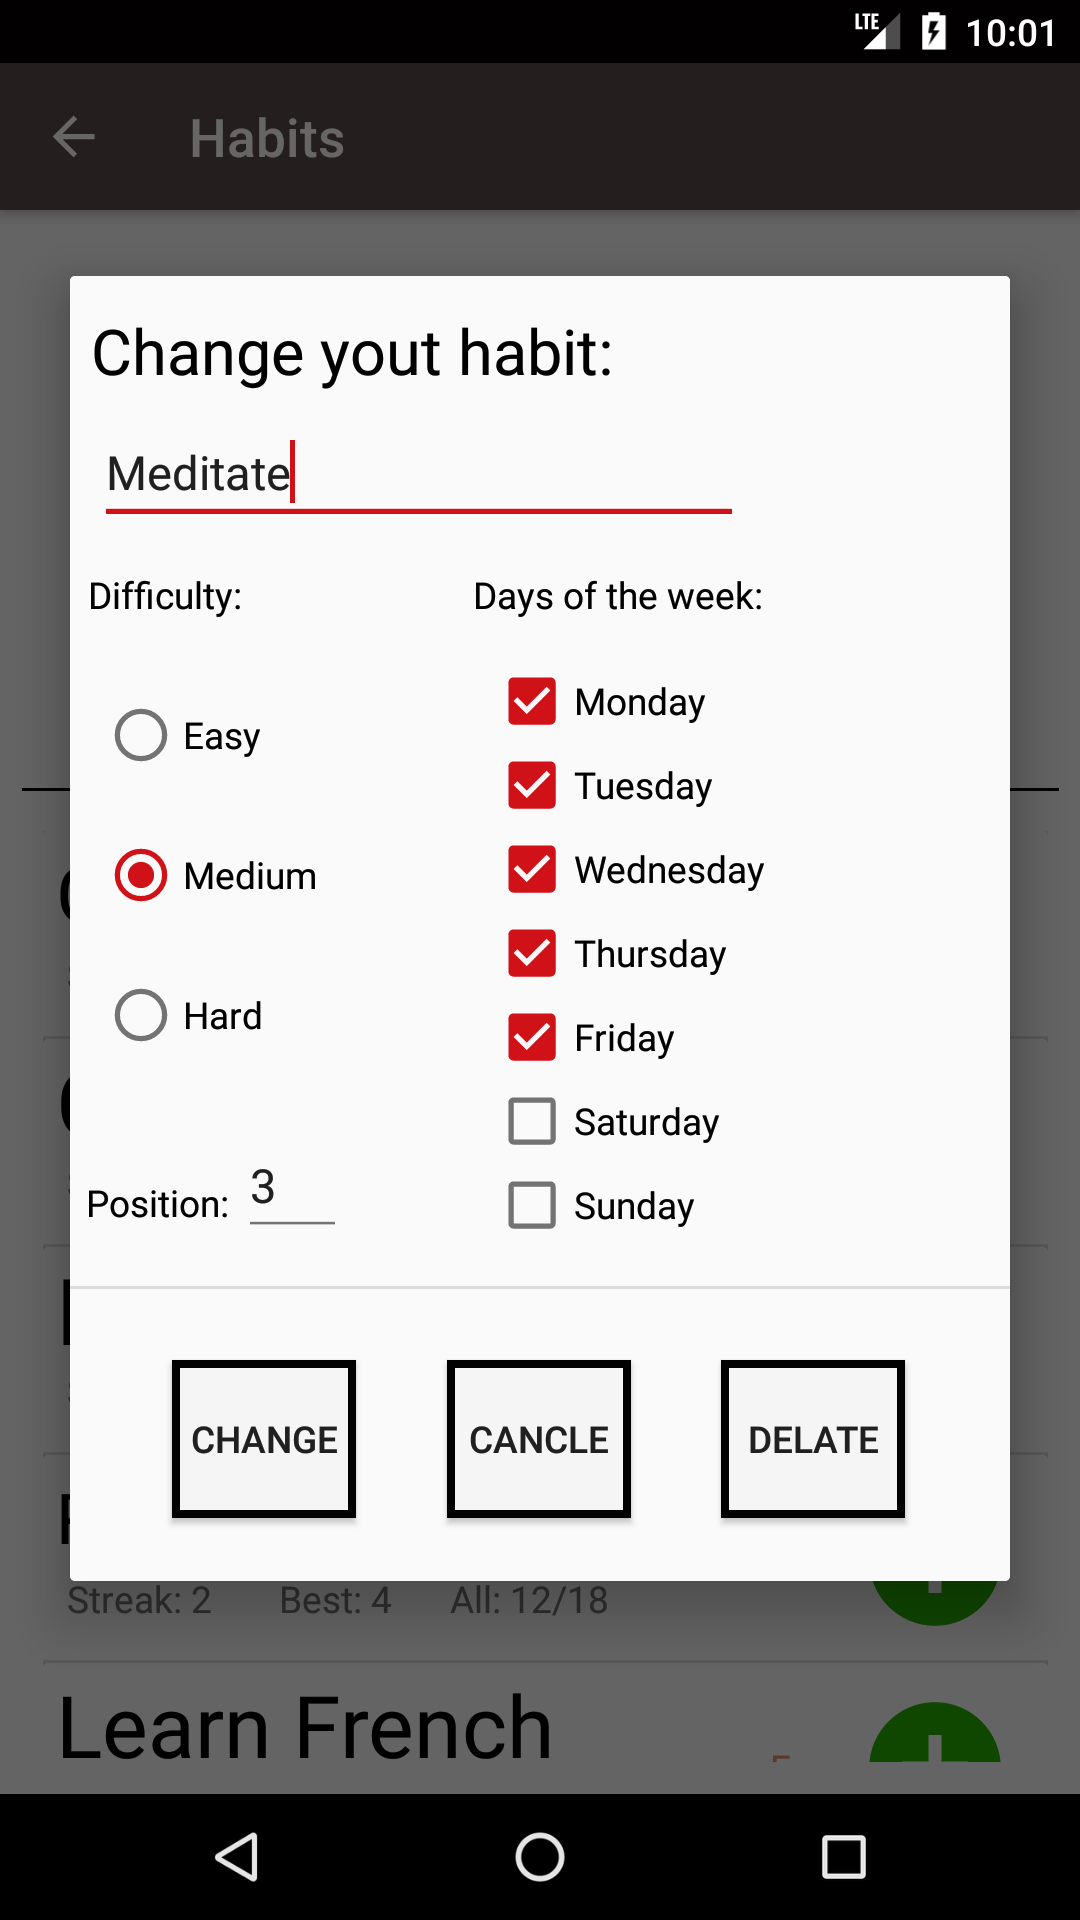 LTE 10:01
Habits
Change yout habit:
Meditate
Difficulty:
Days of the week:
Easy
Medium
Hard
Monday
Tuesday
Wednesday
Thursday
Friday
Saturday
Sunday
Position: 3
CHANGE CANCLE DELATE
Streak: 2 Best: 4 All: 12/18
Learn French